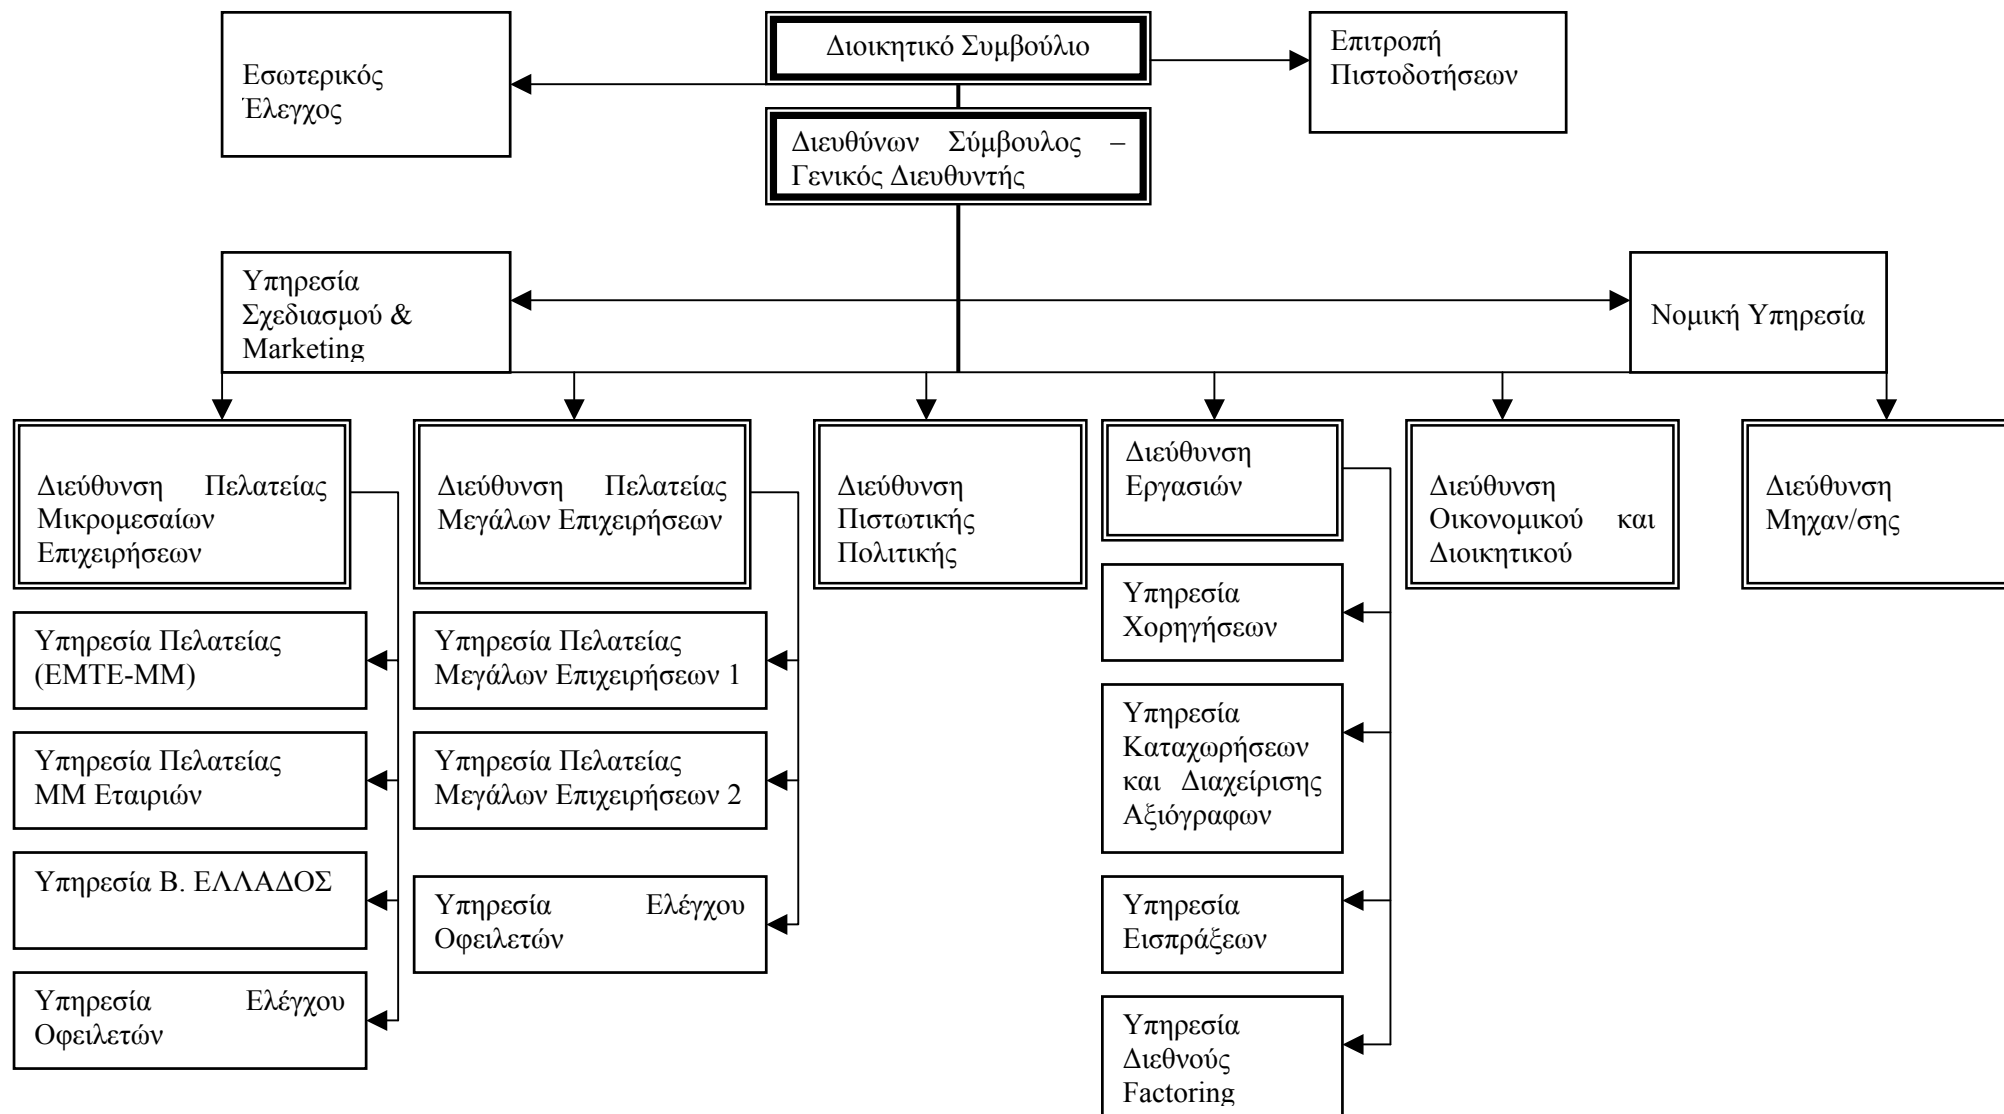 Διοικητικό Συμβούλιο
Εσωτερικός
Έλεγχος
Επιτροπή
Πιστοδοτήσεων
Διευθύνων Σύμβουλος –
Γενικός Διευθυντής
Υπηρεσία
Σχεδιασμού &
Marketing
Νομική Υπηρεσία
Διεύθυνση Πελατείας
Μικρομεσαίων
Επιχειρήσεων
Διεύθυνση Πελατείας
Μεγάλων Επιχειρήσεων
Διεύθυνση
Πιστωτικής
Πολιτικής
Διεύθυνση
Εργασιών
Διεύθυνση
Οικονομικού και
Διοικητικού
Διεύθυνση
Μηχαν/σης
Υπηρεσία Πελατείας
(ΕΜΤΕ-ΜΜ)
Υπηρεσία Πελατείας
ΜΜ Εταιριών
Υπηρεσία Β. ΕΛΛΑΔΟΣ
Υπηρεσία Ελέγχου
Οφειλετών
Υπηρεσία Πελατείας
Μεγάλων Επιχειρήσεων 1
Υπηρεσία Πελατείας
Μεγάλων Επιχειρήσεων 2
Υπηρεσία Ελέγχου
Οφειλετών
Υπηρεσία
Χορηγήσεων
Υπηρεσία
Καταχωρήσεων
και Διαχείρισης
Αξιόγραφων
Υπηρεσία
Εισπράξεων
Υπηρεσία
Διεθνούς
Factoring